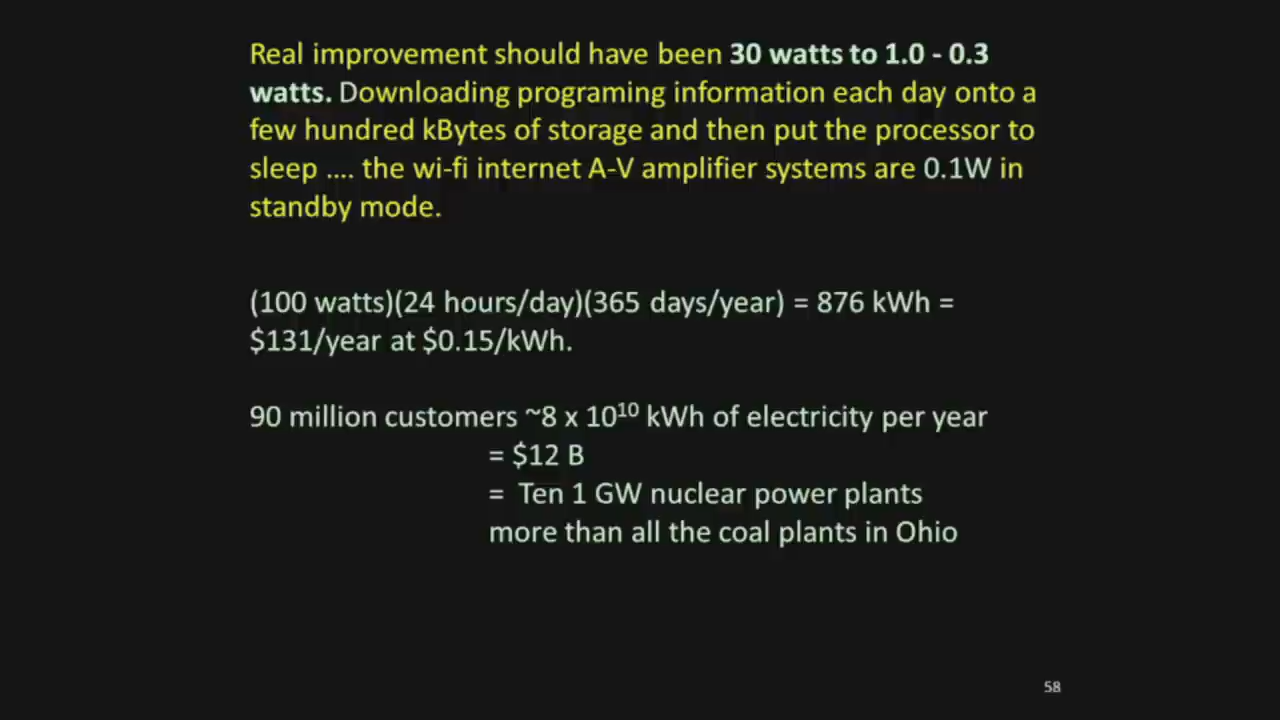 Real improvement should have been 30 watts to 1.0 - 0.3
watts. Downloading programing information each day onto a
few hundred kBytes of storage and then put the processor to
sleep .... the wi-fi internet A-V amplifier systems are 0.1W in
standby mode.
(100 watts)(24 hours/day)(365 days/year) = 876 kWh =
$131/year at $0.15/kWh.
90 million customers ~8 x 10¹⁰ kWh of electricity per year
= $12 B
= Ten 1 GW nuclear power plants
more than all the coal plants in Ohio
58